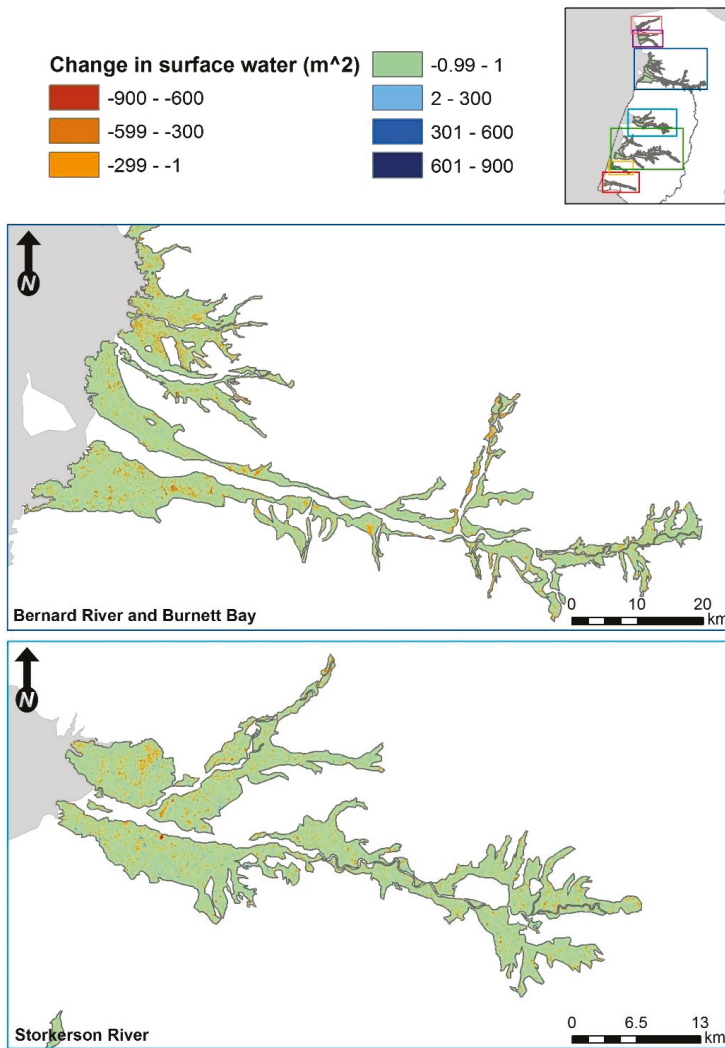 Change in surface water (m^2)
-900 - -600
-599 - -300
-299 - -1
-0.99 - 1
2 - 300
301 - 600
601 - 900
N
Bernard River and Burnett Bay
0 10 20
km
N
Storkerson River
0 6.5 13
km